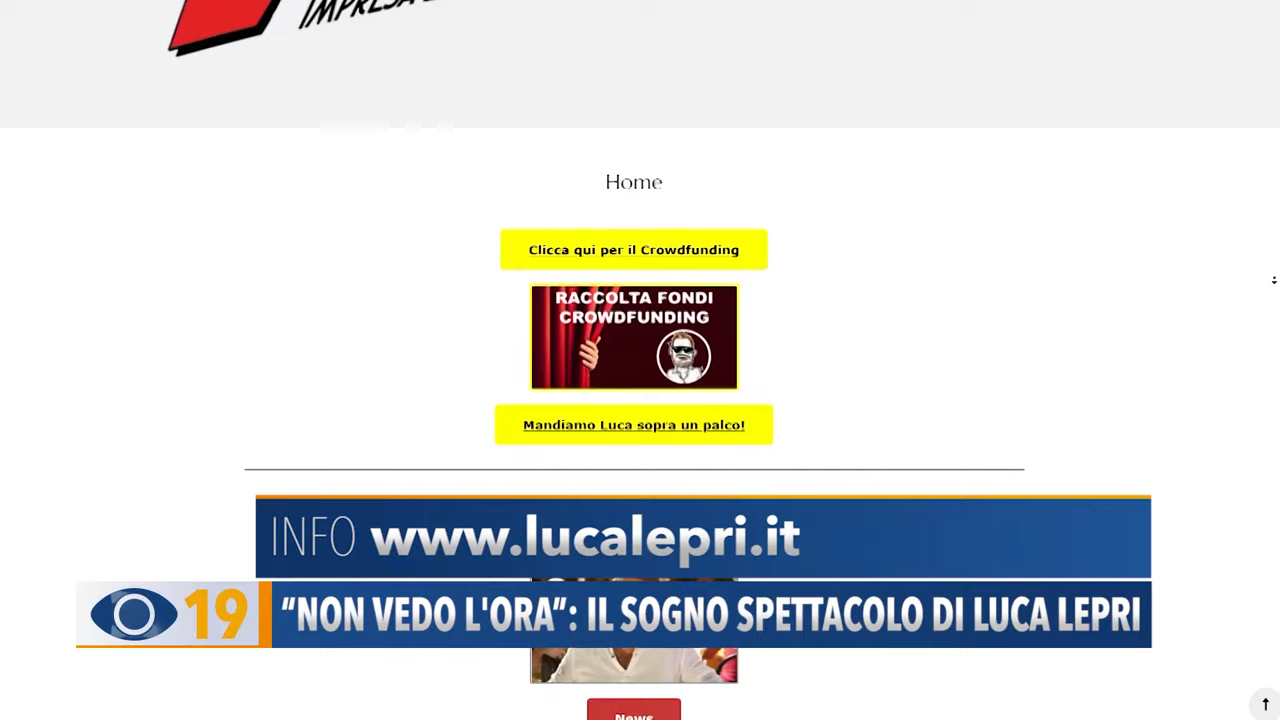 IMPRESA
Home
Clicca qui per il Crowdfunding
RACCOLTA FONDI
CROWDFUNDING
Mandiamo Luca sopra un palco!
INFO www.lucalepri.it
19 “NON VEDO L'ORA”: IL SOGNO SPETTACOLO DI LUCA LEPRI
News